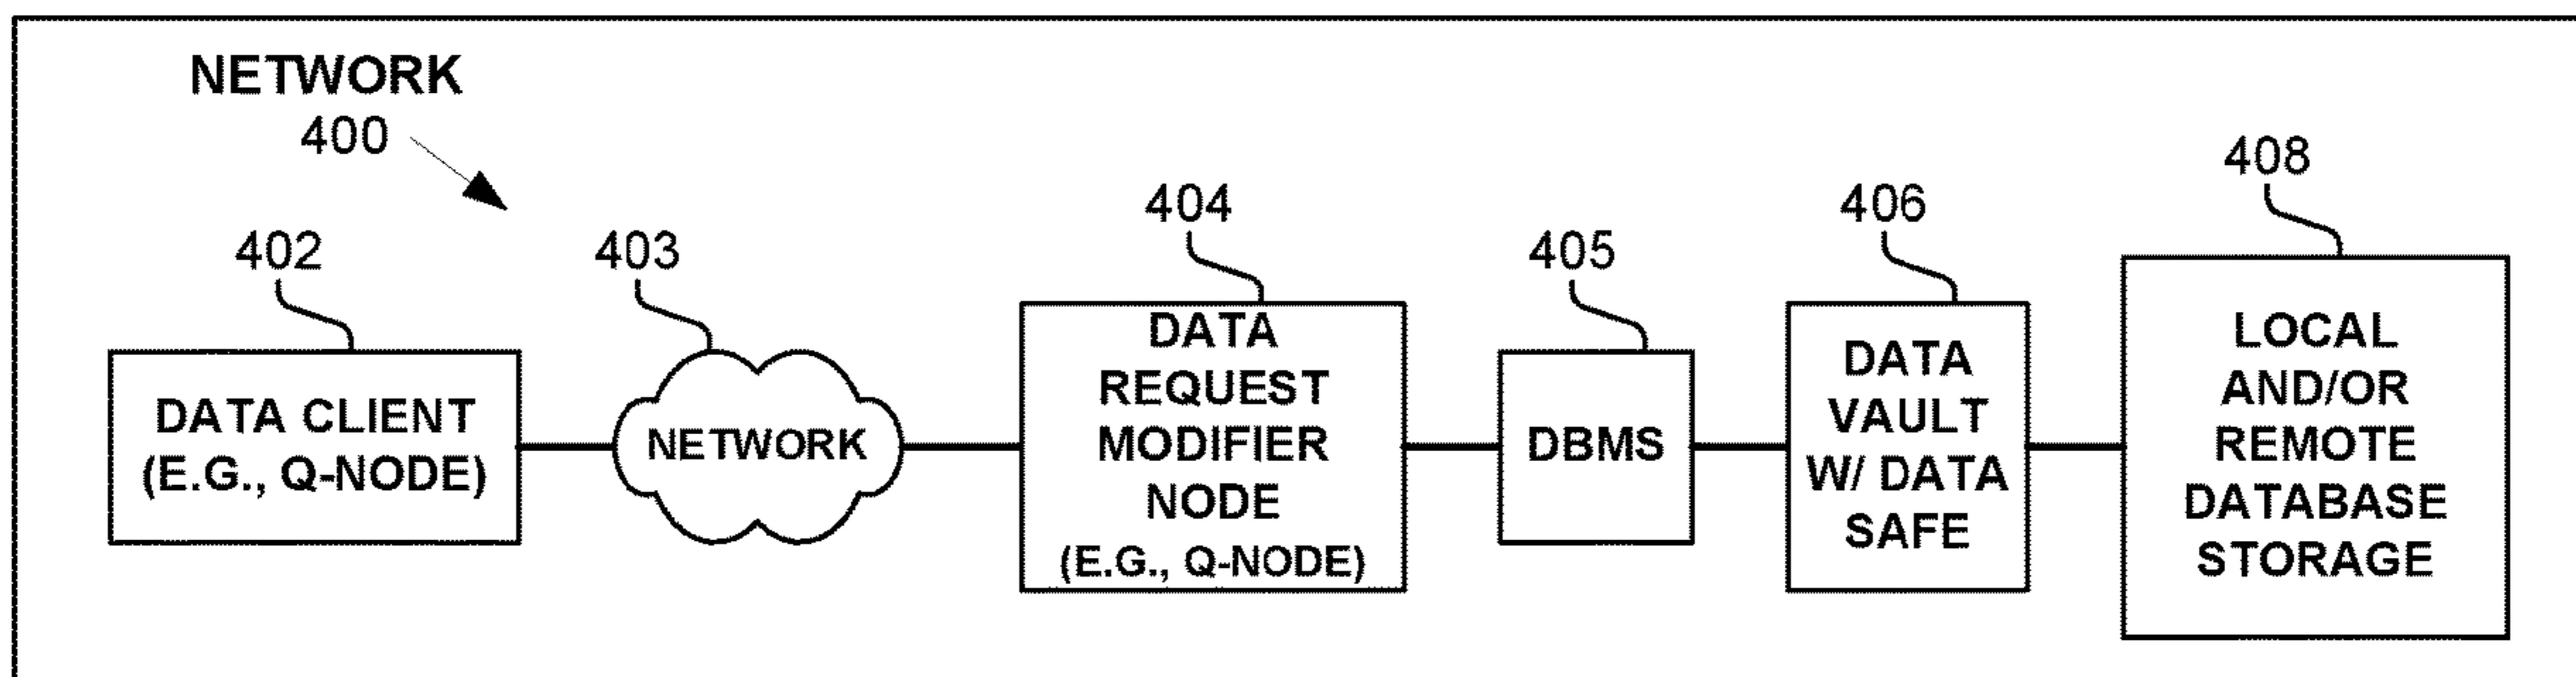 NETWORK
400
402
DATA CLIENT
(E.G., Q-NODE)
403
NETWORK
404
DATA
REQUEST
MODIFIER
NODE
(E.G., Q-NODE)
405
DBMS
406
DATA
VAULT
W/ DATA
SAFE
408
LOCAL
AND/OR
REMOTE
DATABASE
STORAGE